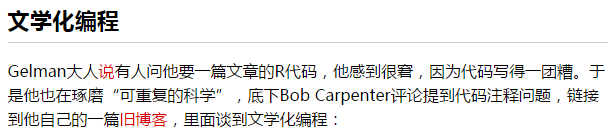 文学化编程
Gelman大人说有人问他要一篇文章的R代码，他感到很窘，因为代码写得一团糟。于
是他也在琢磨“可重复的科学”，底下Bob Carpenter评论提到代码注释问题，链接
到他自己的一篇旧博客，里面谈到文学化编程：